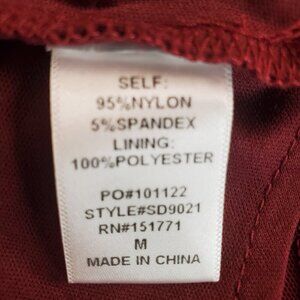 SELF:
95%NYLON
5%SPANDEX
LINING:
100%POLYESTER
PO#101122
STYLE#SD9021
RN#151771
M
MADE IN CHINA